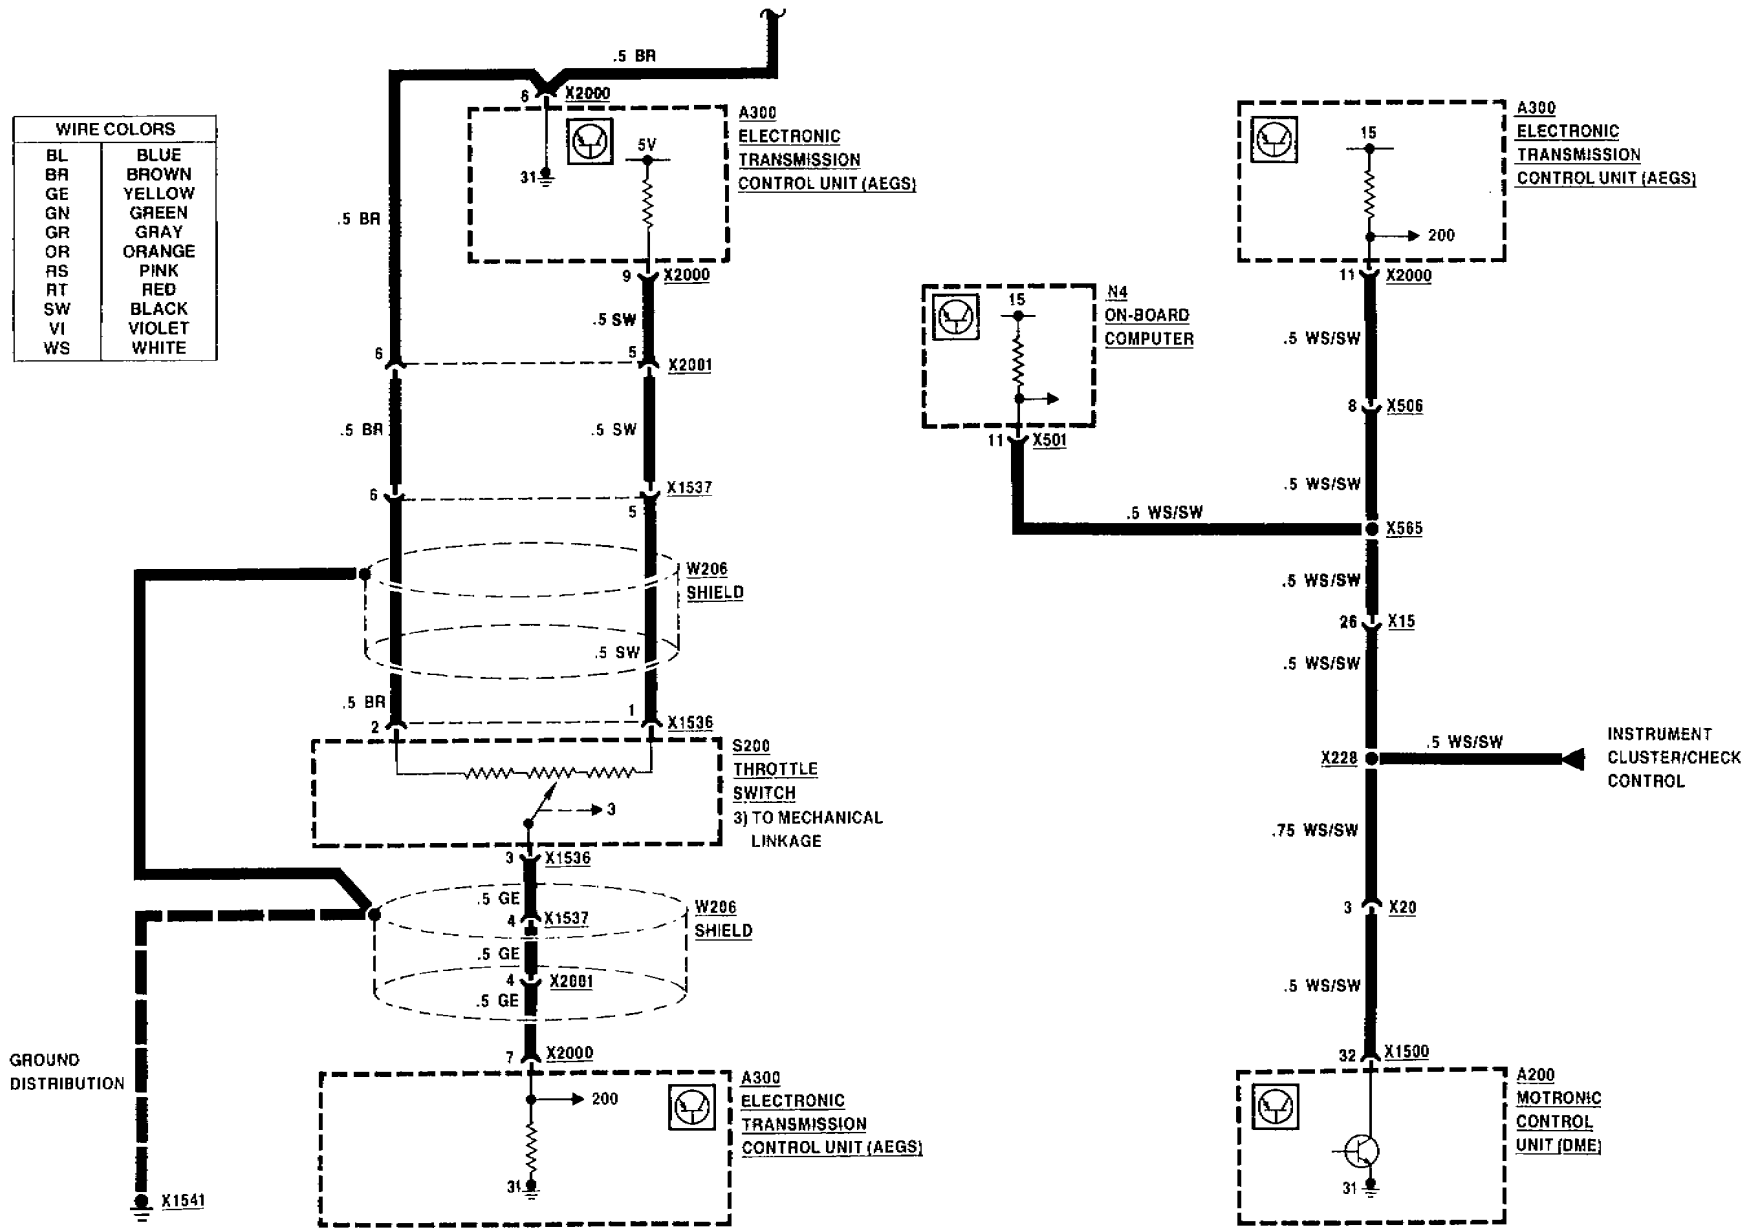 .5 BR
6 X2000
A300
ELECTRONIC
TRANSMISSION
CONTROL UNIT (AEGS)
5V
31
.5 BR
9 X2000
.5 SW
6 5 X2001
.5 BR .5 SW
6 5 X1537
W206
SHIELD
.5 SW
.5 BR
2 1 X1536
S200
THROTTLE
SWITCH
3) TO MECHANICAL
LINKAGE
3
3 X1536
.5 GE
4 X1537
W206
SHIELD
.5 GE
4 X2001
.5 GE
7 X2000
A300
ELECTRONIC
TRANSMISSION
CONTROL UNIT (AEGS)
200
31
GROUND
DISTRIBUTION
X1541
WIRE COLORS
BL BLUE
BR BROWN
GE YELLOW
GN GREEN
GR GRAY
OR ORANGE
RS PINK
RT RED
SW BLACK
VI VIOLET
WS WHITE
A300
ELECTRONIC
TRANSMISSION
CONTROL UNIT (AEGS)
15
200
11 X2000
.5 WS/SW
N4
ON-BOARD
COMPUTER
15
11 X501
.5 WS/SW
8 X506
.5 WS/SW
X565
.5 WS/SW
26 X15
.5 WS/SW
X228
.5 WS/SW
INSTRUMENT
CLUSTER/CHECK
CONTROL
.75 WS/SW
3 X20
.5 WS/SW
32 X1500
A200
MOTRONIC
CONTROL
UNIT (DME)
31